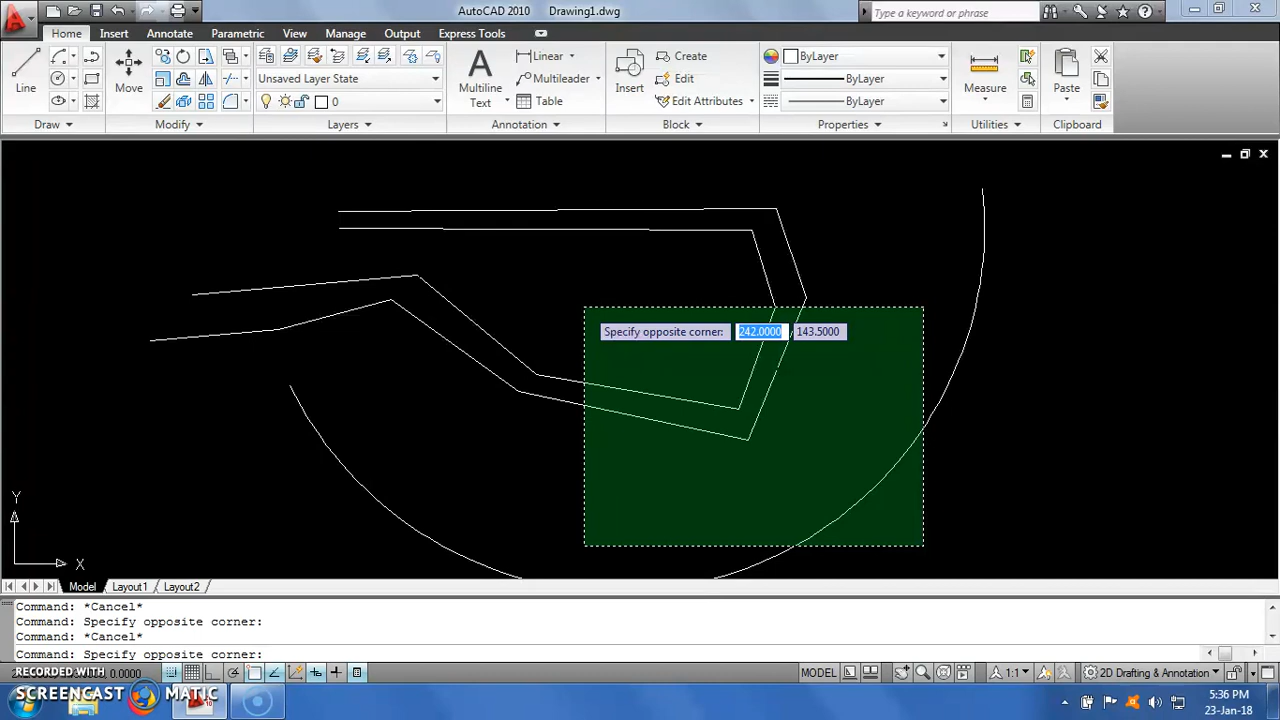 AutoCAD 2010 Drawing1.dwg
Type a keyword or phrase
Home Insert Annotate Parametric View Manage Output Express Tools
Line
Move
Unsaved Layer State
0
Multiline Text
Linear
Multileader
Table
Insert
Create
Edit
Edit Attributes
ByLayer
ByLayer
ByLayer
Measure
Paste
Draw Modify Layers Annotation Block Properties Utilities Clipboard
Specify opposite corner: 242.0000 143.5000
Y
X
Model Layout1 Layout2
Command: *Cancel*
Command: Specify opposite corner:
Command: *Cancel*
Command: Specify opposite corner:
0.0000
MODEL 1:1 2D Drafting & Annotation
RECORDED WITH
SCREENCAST MATIC
5:36 PM
23-Jan-18